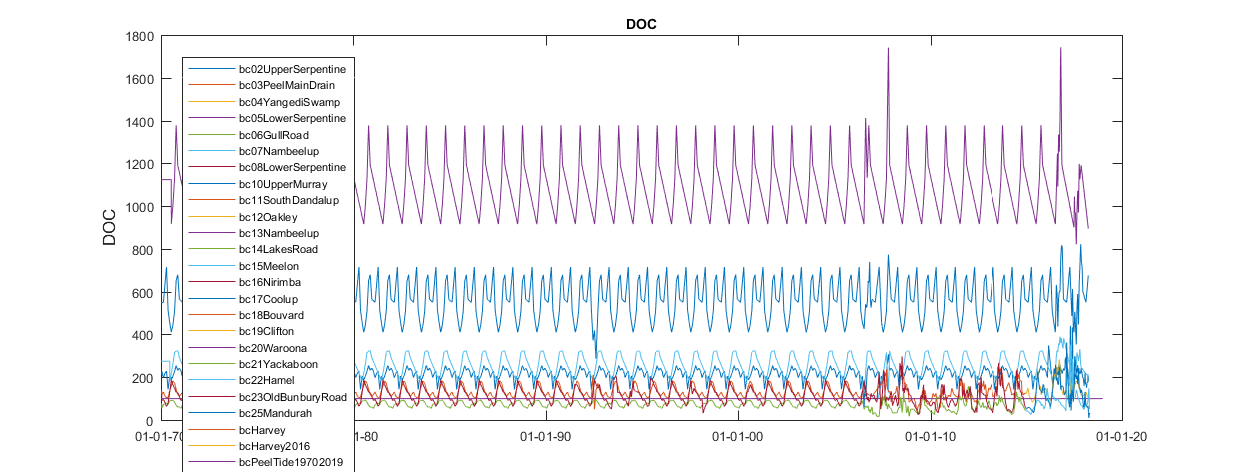 DOC
1800
1600
1400
1200
1000
800
600
400
200
0
DOC
bc02UpperSerpentine
bc03PeelMainDrain
bc04YangediSwamp
bc05LowerSerpentine
bc06GullRoad
bc07Nambeelup
bc08LowerSerpentine
bc10UpperMurray
bc11SouthDandalup
bc12Oakley
bc13Nambeelup
bc14LakesRoad
bc15Meelon
bc16Nirimba
bc17Coolup
bc18Bouvard
bc19Clifton
bc20Waroona
bc21Yackaboon
bc22Hamel
bc23OldBunburyRoad
bc25Mandurah
bcHarvey
bcHarvey2016
bcPeelTide19702019
01-01-70 1-80 01-01-90 01-01-00 01-01-10 01-01-20